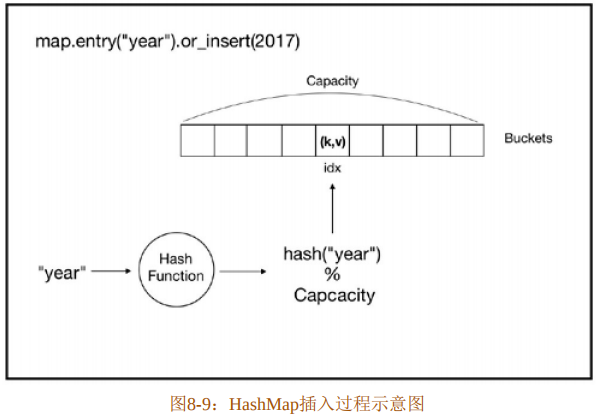 map.entry("year").or_insert(2017)
Capacity
(k,v)
Buckets
idx
"year"
Hash
Function
hash("year")
%
Capcacity
图8-9：HashMap插入过程示意图